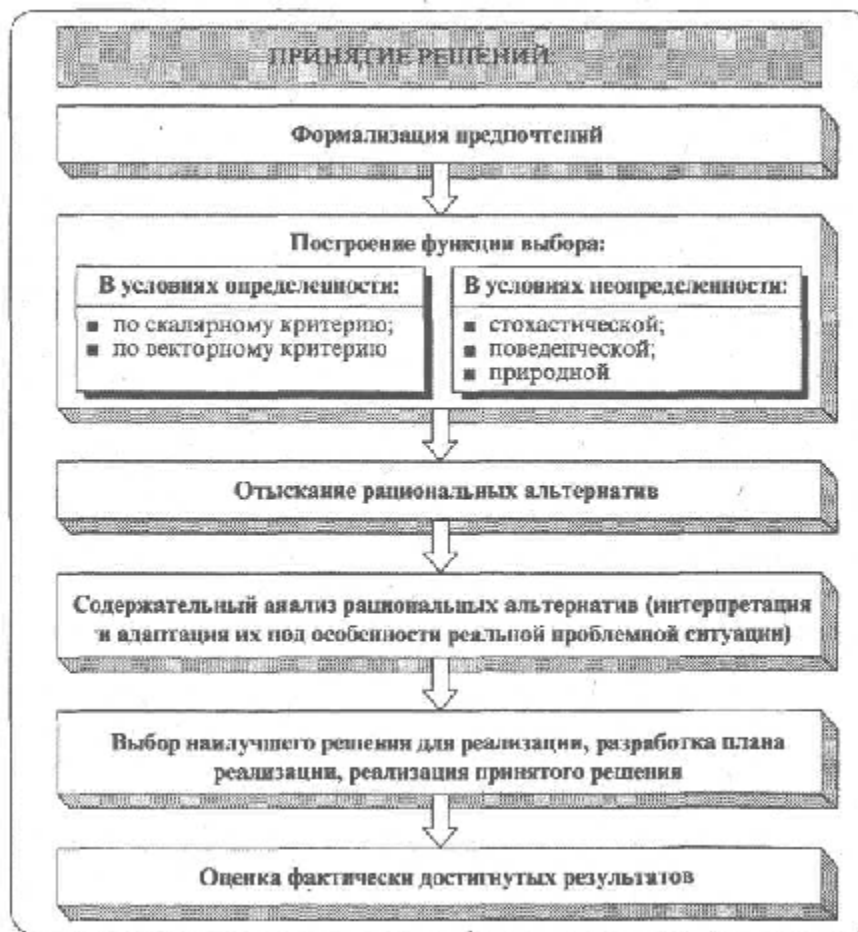 ПРИНЯТИЕ РЕШЕНИЙ:
Формализация предпочтений
Построение функции выбора:
В условиях определенности:
■ по скалярному критерию;
■ по векторному критерию
В условиях неопределенности:
■ стохастической;
■ поведенческой;
■ природной
Отыскание рациональных альтернатив
Содержательный анализ рациональных альтернатив (интерпретация
и адаптация их под особенности реальной проблемной ситуации)
Выбор наилучшего решения для реализации, разработка плана
реализации, реализация принятого решения
Оценка фактически достигнутых результатов